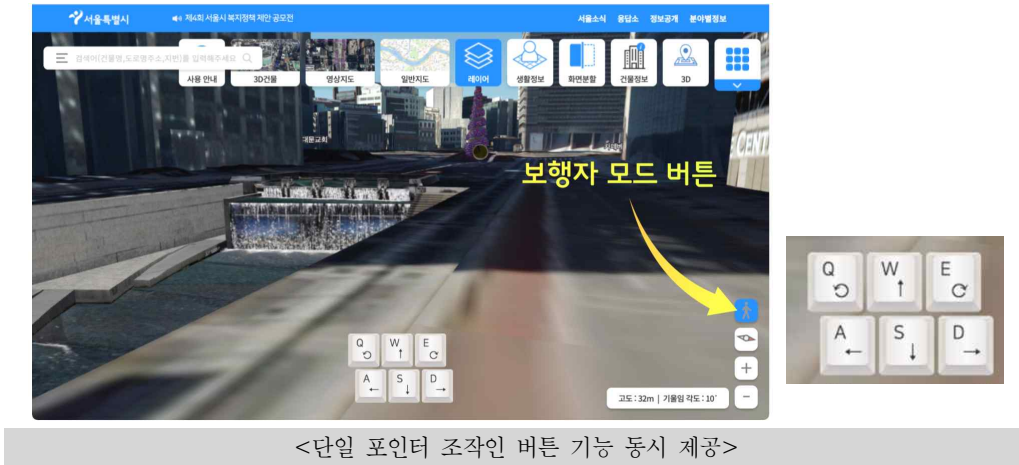 서울특별시
제4회 서울시 복지정책 제안 공모전
서울소식 응답소 정보공개 분야별정보
검색어(건물명,도로명주소,지번)를 입력해주세요
사용 안내 3D건물 영상지도 일반지도 레이어 생활정보 화면분할 건물정보 3D
CENT
보행자 모드 버튼
Q W E
A S D
Q W E
A S D
고도 : 32m | 기울임 각도 : 10˚
<단일 포인터 조작인 버튼 기능 동시 제공>